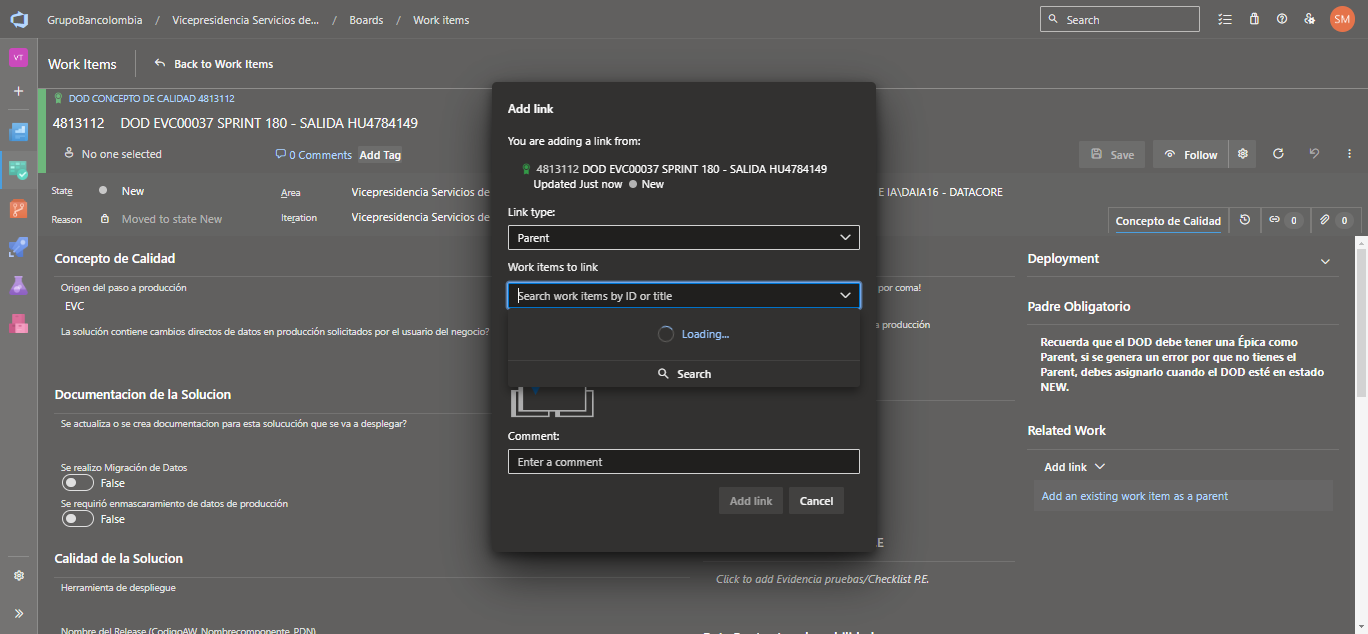 GrupoBancolombia / Vicepresidencia Servicios de... / Boards / Work items
Search
SM
VT
Work Items
Back to Work Items
DOD CONCEPTO DE CALIDAD 4813112
4813112 DOD EVC00037 SPRINT 180 - SALIDA HU4784149
No one selected
0 Comments
Add Tag
Save
Follow
State
New
Area
Vicepresidencia Servicios de
E IA\DAIA16 - DATACORE
Reason
Moved to state New
Iteration
Vicepresidencia Servicios de
Concepto de Calidad
0
0
Concepto de Calidad
Origen del paso a producción
EVC
La solución contiene cambios directos de datos en producción solicitados por el usuario del negocio?
por coma!
a producción
Documentacion de la Solucion
Se actualiza o se crea documentacion para esta solucución que se va a desplegar?
Se realizo Migración de Datos
False
Se requirió enmascaramiento de datos de producción
False
Calidad de la Solucion
Herramienta de despliegue
Nombre del Release (CodigoAW_Nombrecomponente_PDN)
E
Click to add Evidencia pruebas/Checklist P.E.
Deployment
Padre Obligatorio
Recuerda que el DOD debe tener una Épica como
Parent, si se genera un error por que no tienes el
Parent, debes asignarlo cuando el DOD esté en estado
NEW.
Related Work
Add link
Add an existing work item as a parent
Add link
You are adding a link from:
4813112 DOD EVC00037 SPRINT 180 - SALIDA HU4784149
Updated Just now
New
Link type:
Parent
Work items to link
Search work items by ID or title
Loading...
Search
Comment:
Enter a comment
Add link
Cancel